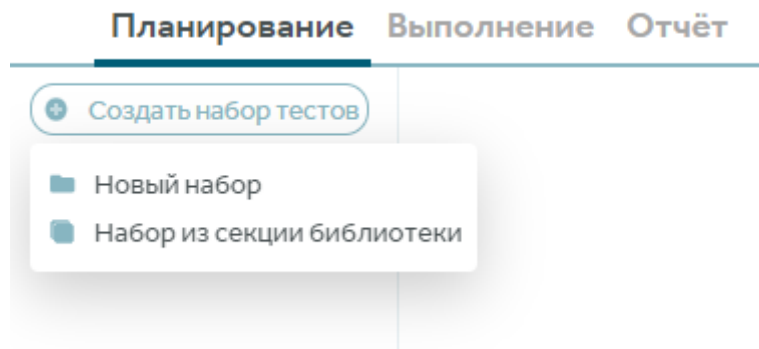 Планирование Выполнение Отчёт
Создать набор тестов
Новый набор
Набор из секции библиотеки